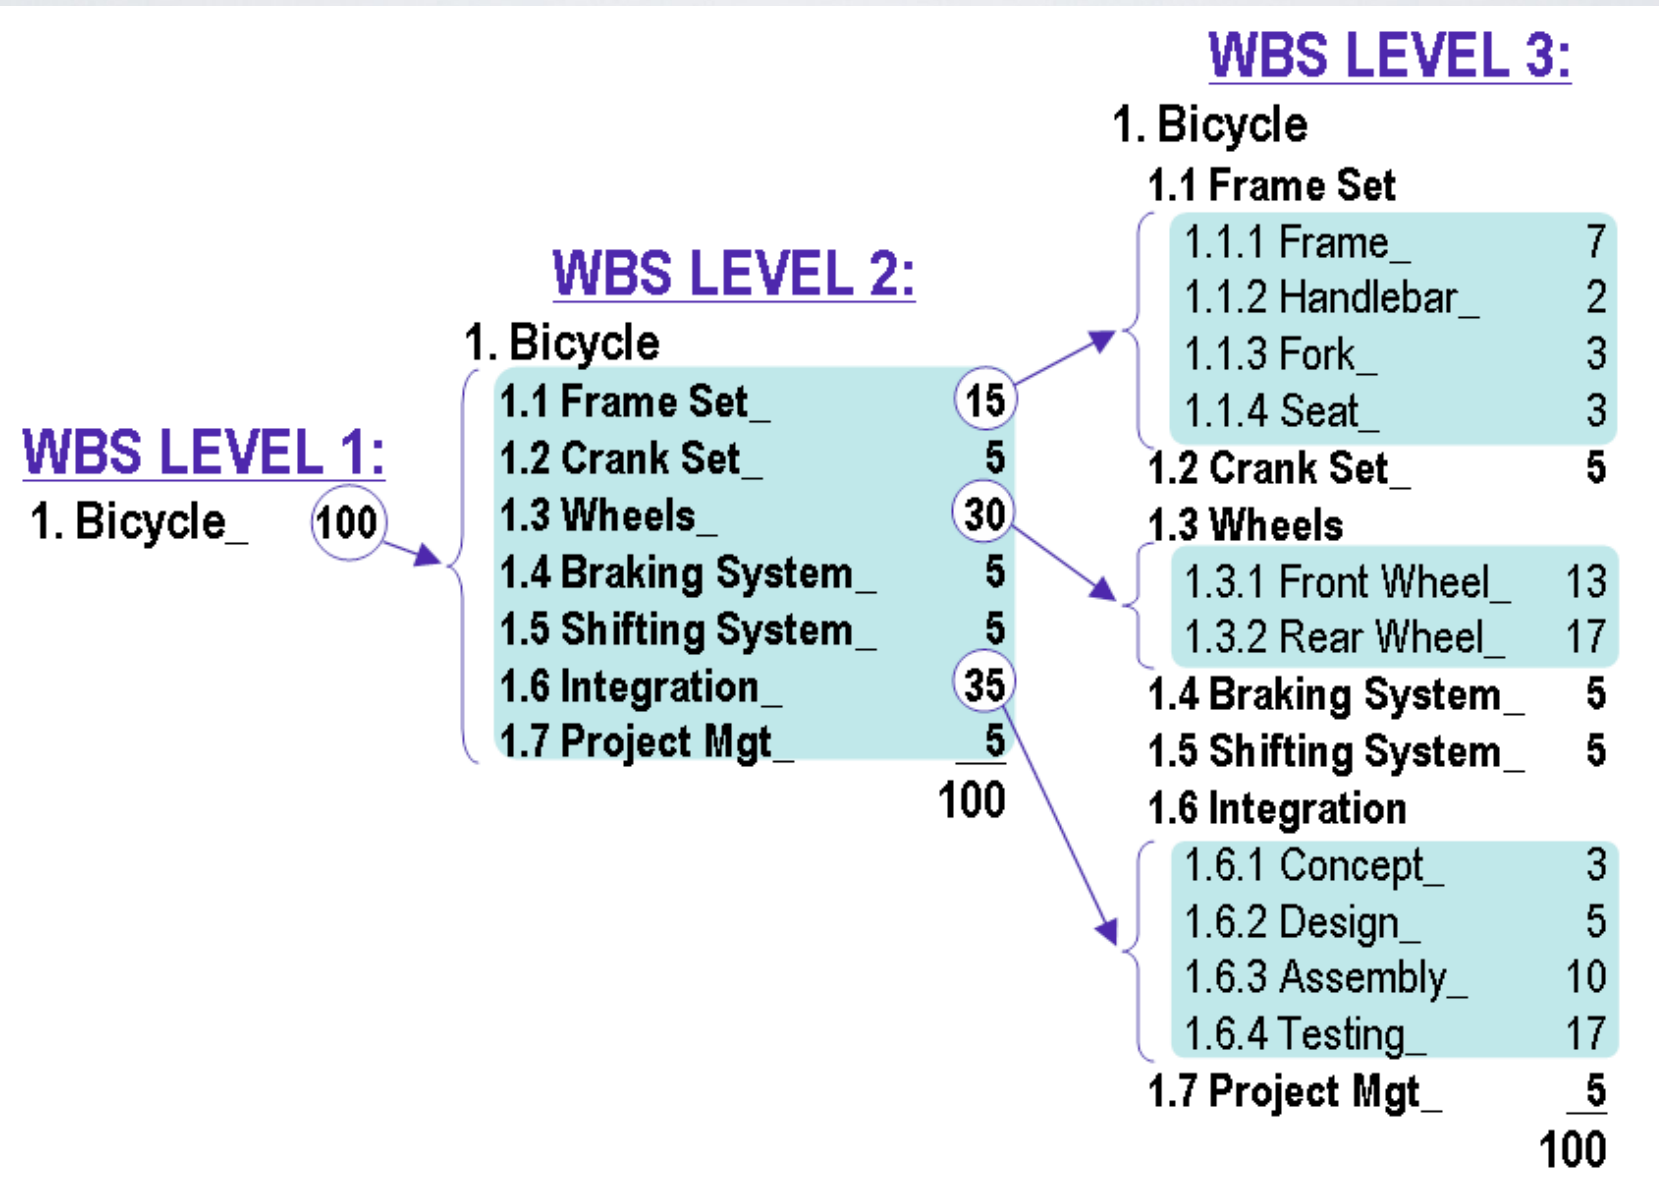 WBS LEVEL 1:
1. Bicycle_ 100
WBS LEVEL 2:
1. Bicycle
1.1 Frame Set_ 15
1.2 Crank Set_ 5
1.3 Wheels_ 30
1.4 Braking System_ 5
1.5 Shifting System_ 5
1.6 Integration_ 35
1.7 Project Mgt_ 5
100
WBS LEVEL 3:
1. Bicycle
1.1 Frame Set
1.1.1 Frame_ 7
1.1.2 Handlebar_ 2
1.1.3 Fork_ 3
1.1.4 Seat_ 3
1.2 Crank Set_ 5
1.3 Wheels
1.3.1 Front Wheel_ 13
1.3.2 Rear Wheel_ 17
1.4 Braking System_ 5
1.5 Shifting System_ 5
1.6 Integration
1.6.1 Concept_ 3
1.6.2 Design_ 5
1.6.3 Assembly_ 10
1.6.4 Testing_ 17
1.7 Project Mgt_ 5
100